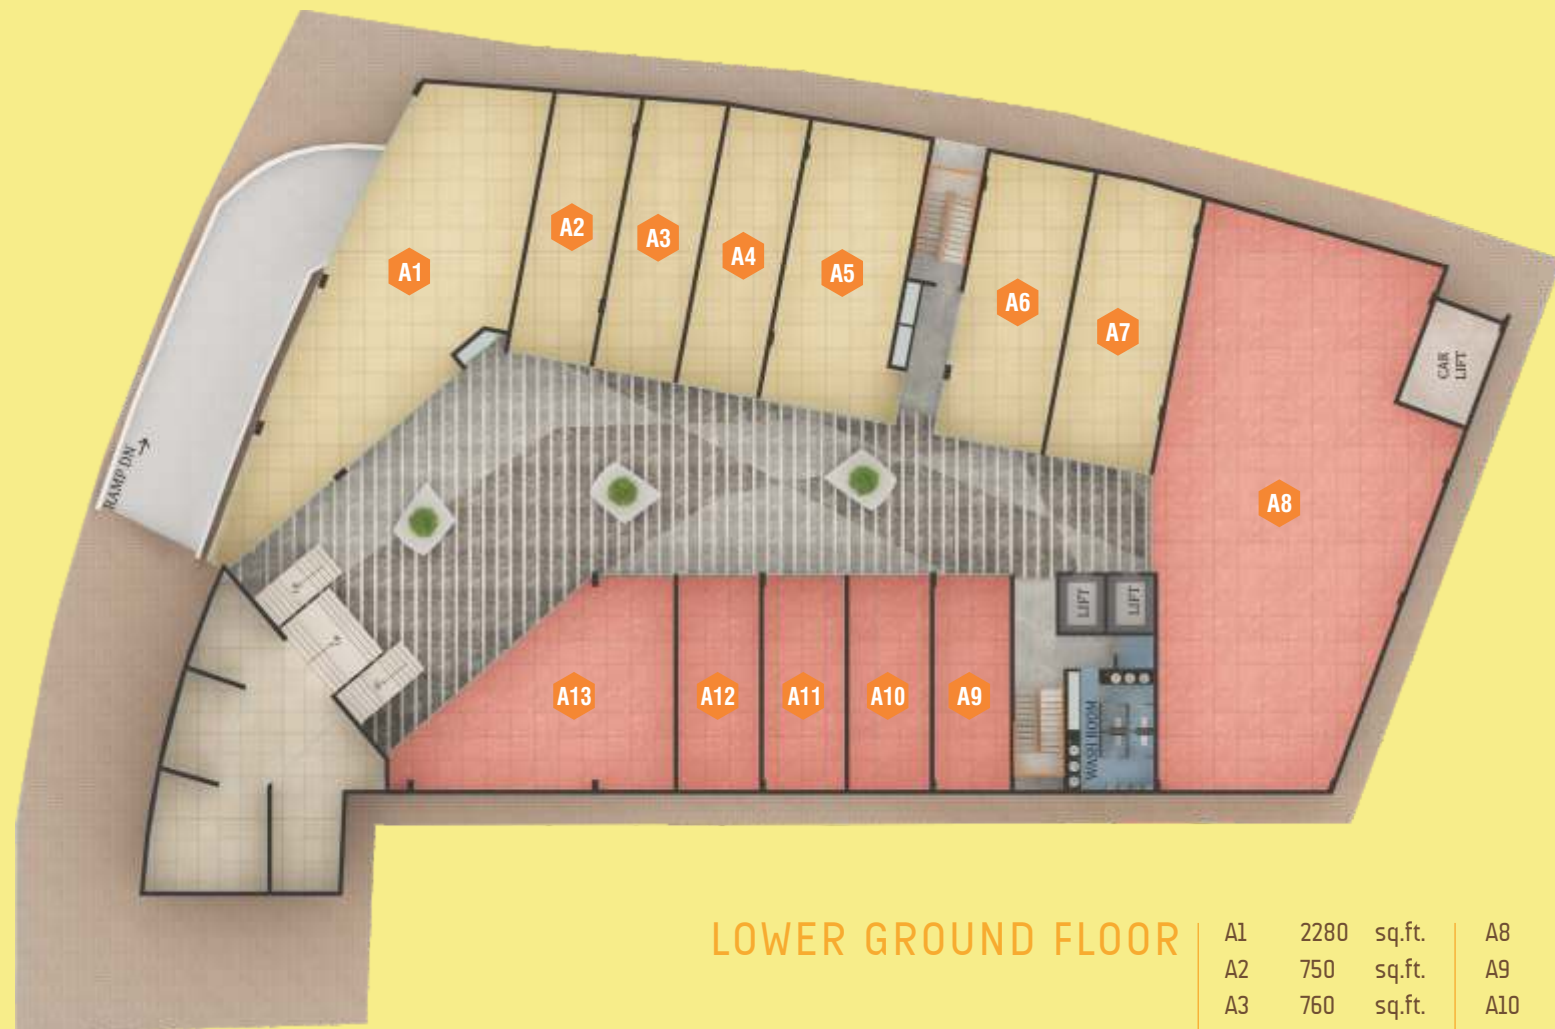 A1
A2
A3
A4
A5
A6
A7
CAR
LIFT
RAMP DN
A8
LIFT LIFT
A13
A12
A11
A10
A9
WASH ROOM
LOWER GROUND FLOOR
A1 2280 sq.ft. A8
A2 750 sq.ft. A9
A3 760 sq.ft. A10